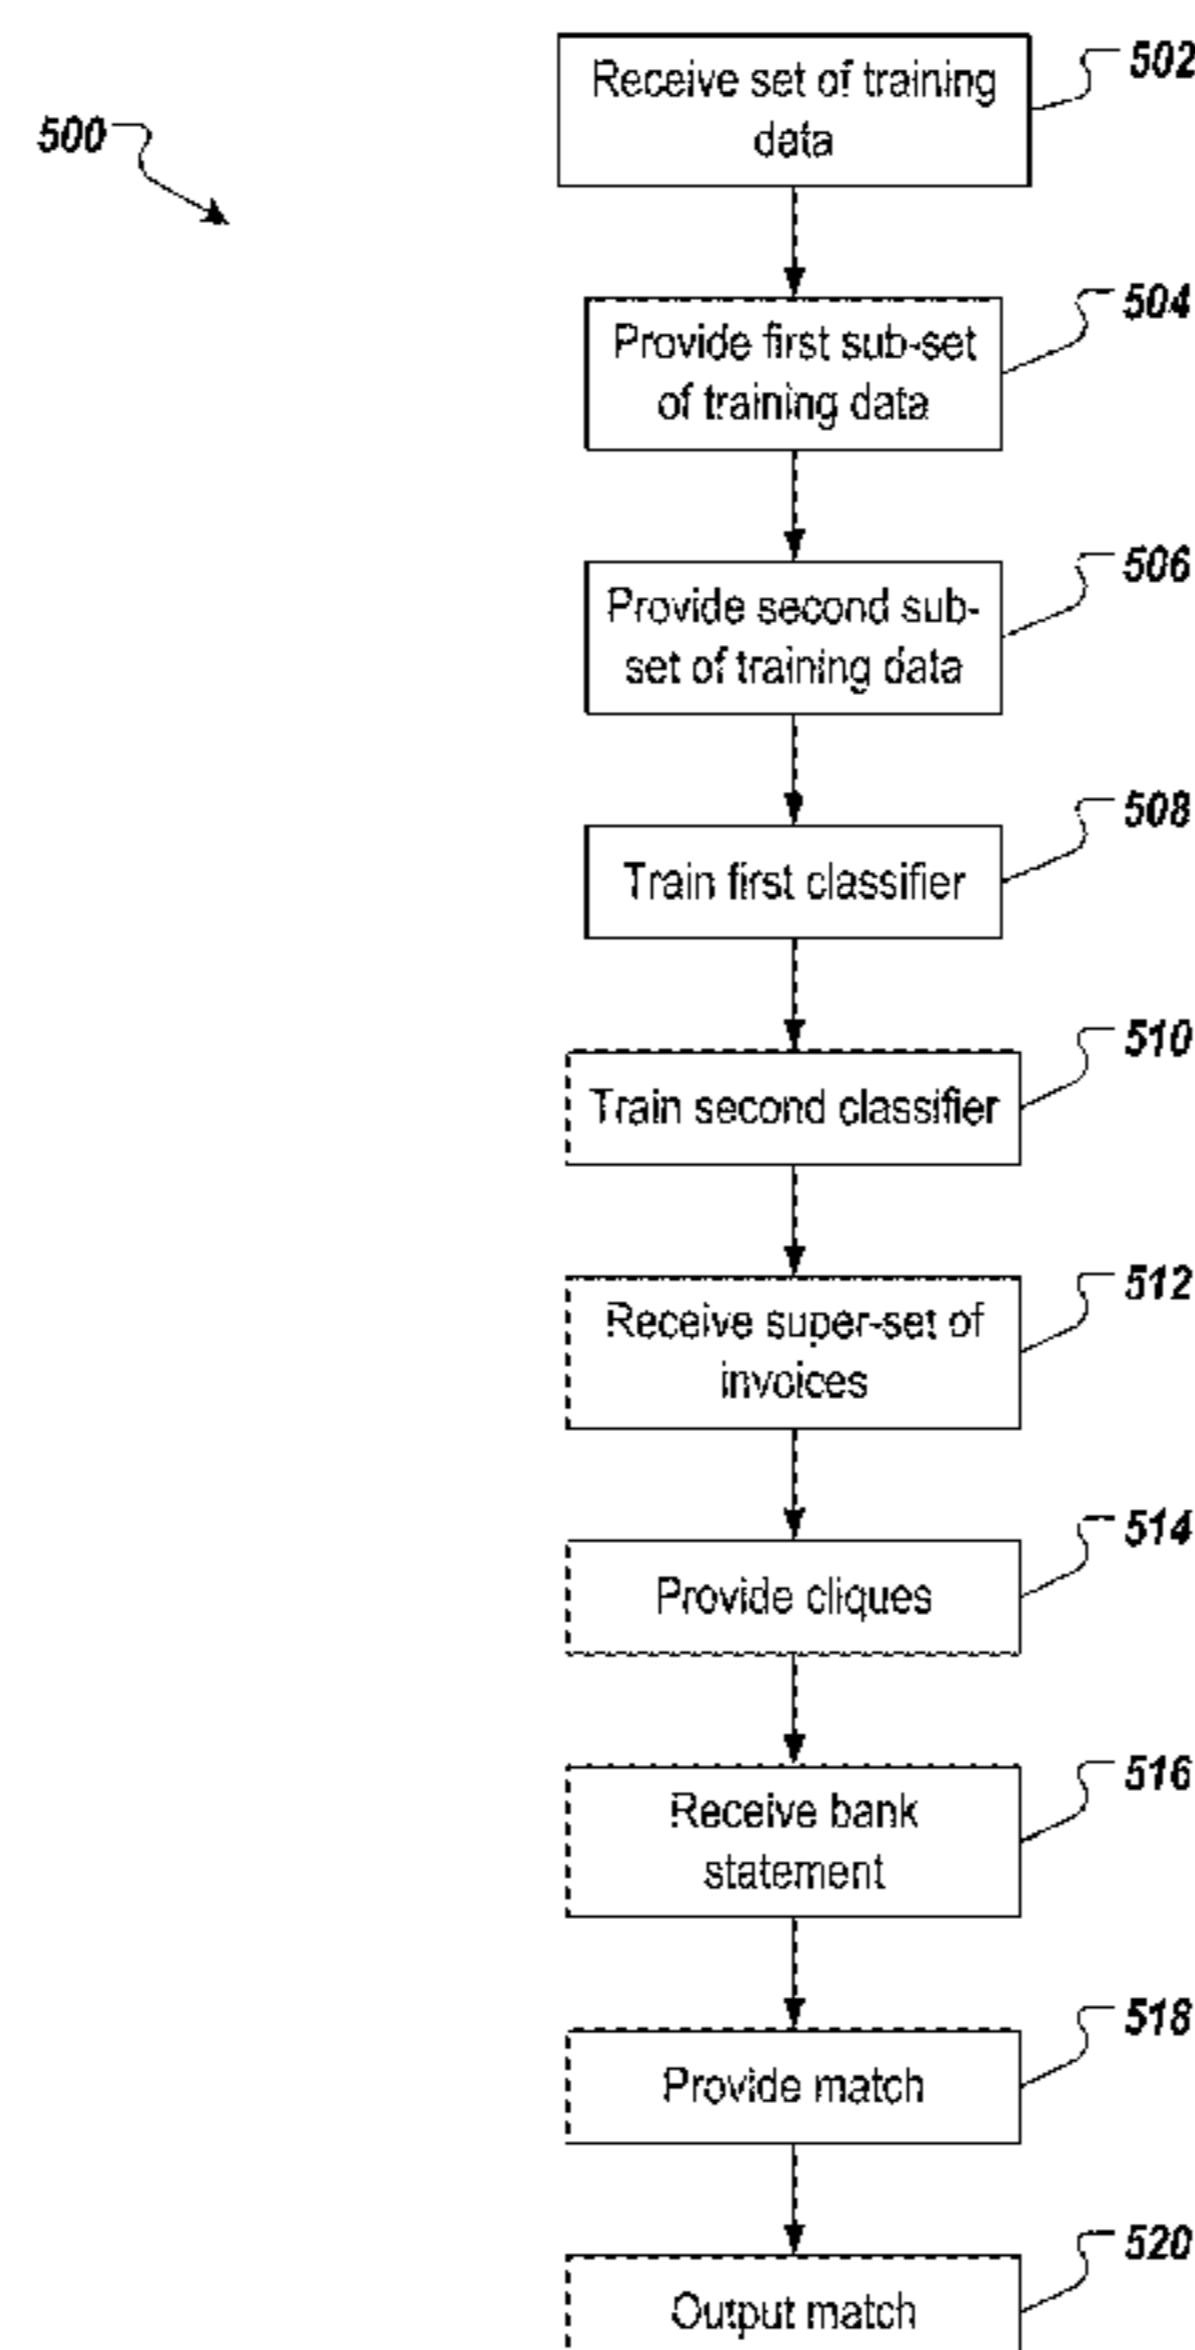 500
Receive set of training
data
502
Provide first sub-set
of training data
504
Provide second sub-
set of training data
506
Train first classifier
508
Train second classifier
510
Receive super-set of
invoices
512
Provide cliques
514
Receive bank
statement
516
Provide match
518
Output match
520